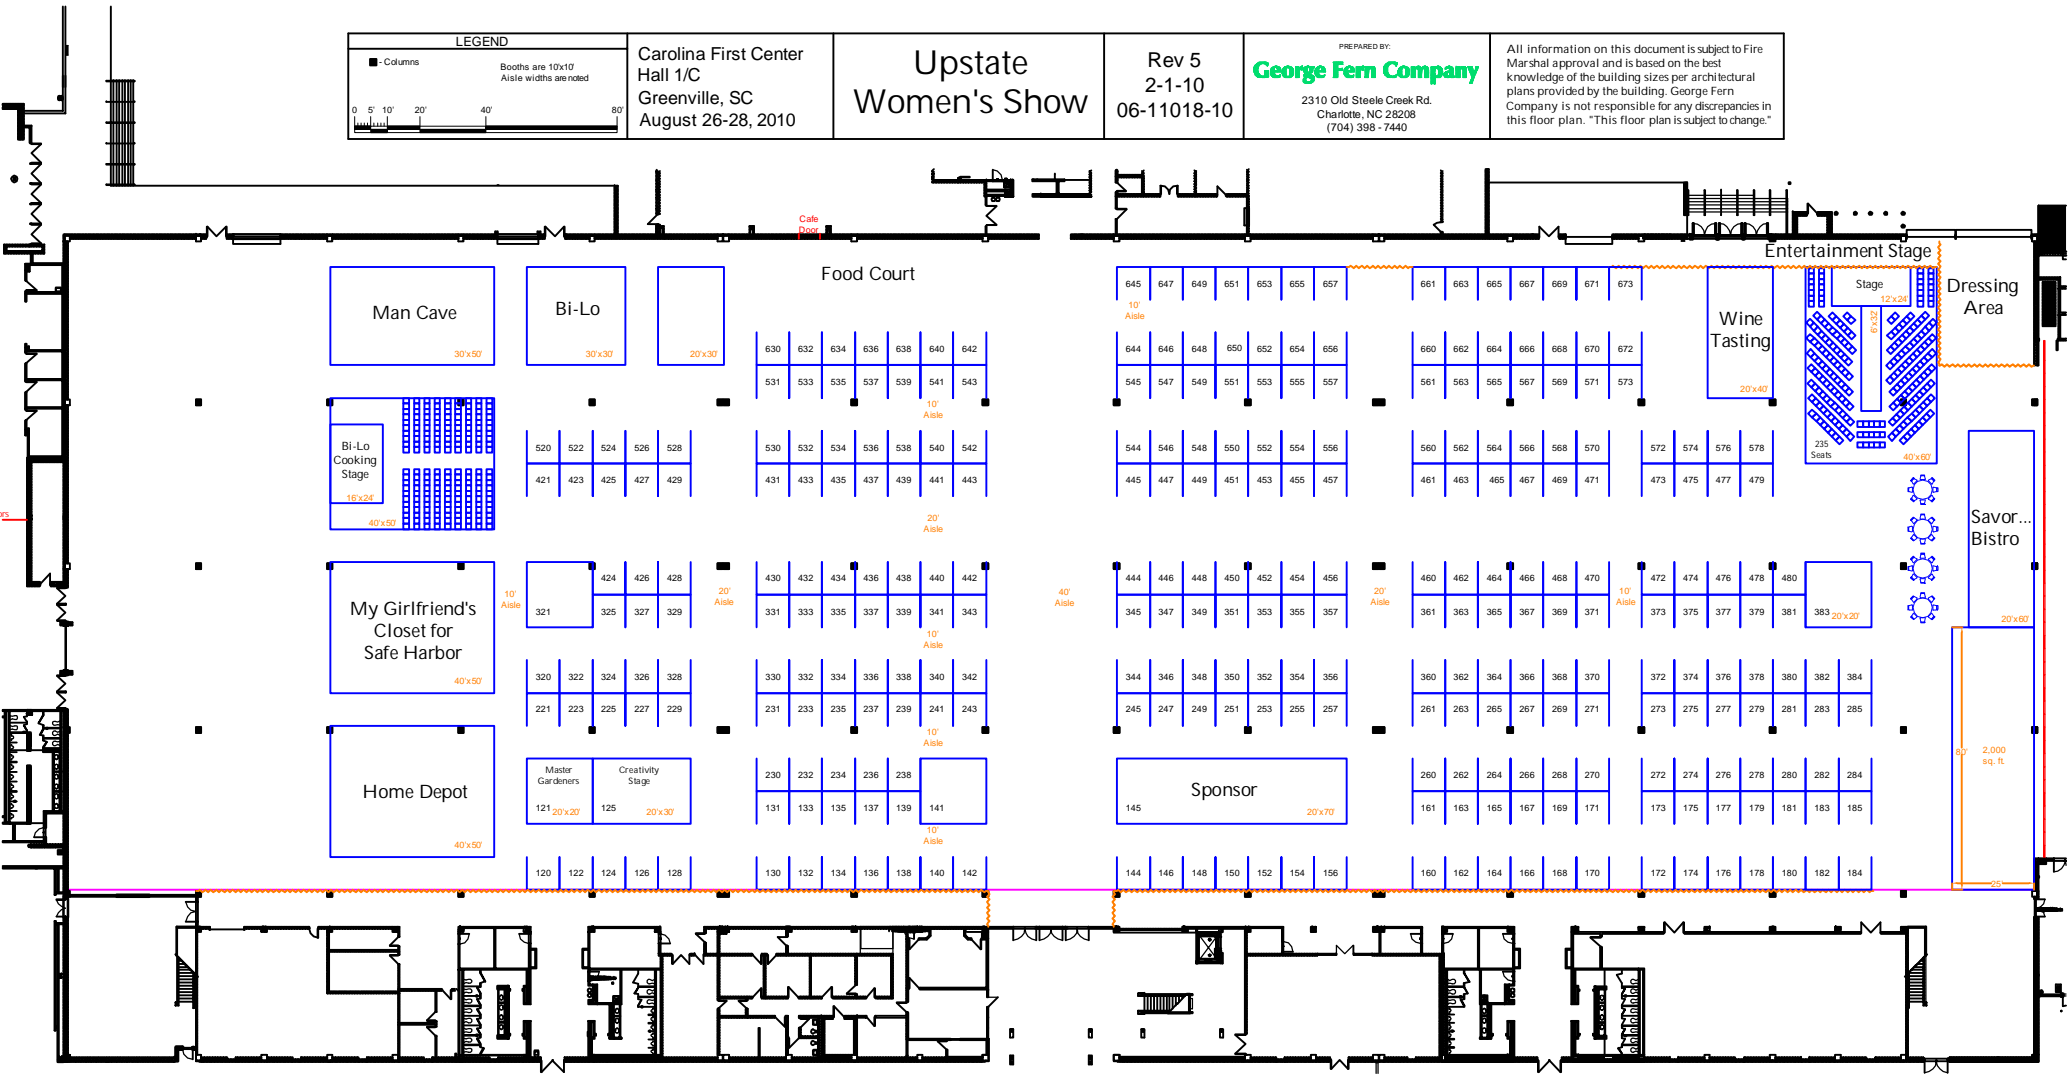 LEGEND
- Columns
Booths are 10'x10'
Aisle widths are noted
0 5' 10' 20' 40' 80'
Carolina First Center
Hall 1/C
Greenville, SC
August 26-28, 2010
Upstate
Women's Show
Rev 5
2-1-10
06-11018-10
PREPARED BY:
George Fern Company
2310 Old Steele Creek Rd.
Charlotte, NC 28208
(704) 398 - 7440
All information on this document is subject to Fire
Marshal approval and is based on the best
knowledge of the building sizes per architectural
plans provided by the building. George Fern
Company is not responsible for any discrepancies in
this floor plan. "This floor plan is subject to change."
Cafe
Door
Entertainment Stage
Food Court
Man Cave
30'x50'
Bi-Lo
30'x30'
20'x30'
645 647 649 651 653 655 657
661 663 665 667 669 671 673
10'
Aisle
Stage
12'x24'
6'x32'
Dressing
Area
Wine
Tasting
20'x40'
630 632 634 636 638 640 642
644 646 648 650 652 654 656
660 662 664 666 668 670 672
531 533 535 537 539 541 543
545 547 549 551 553 555 557
561 563 565 567 569 571 573
10'
Aisle
Bi-Lo
Cooking
Stage
16'x24'
40'x50'
520 522 524 526 528
530 532 534 536 538 540 542
544 546 548 550 552 554 556
560 562 564 566 568 570
572 574 576 578
235
Seats
40'x60'
421 423 425 427 429
431 433 435 437 439 441 443
445 447 449 451 453 455 457
461 463 465 467 469 471
473 475 477 479
20'
Aisle
Savor...
Bistro
20'x60'
ors
My Girlfriend's
Closet for
Safe Harbor
40'x50'
10'
Aisle
321
424 426 428
20'
Aisle
430 432 434 436 438 440 442
40'
Aisle
444 446 448 450 452 454 456
20'
Aisle
460 462 464 466 468 470
10'
Aisle
472 474 476 478 480
325 327 329
331 333 335 337 339 341 343
345 347 349 351 353 355 357
361 363 365 367 369 371
373 375 377 379 381 383
20'x20'
10'
Aisle
320 322 324 326 328
330 332 334 336 338 340 342
344 346 348 350 352 354 356
360 362 364 366 368 370
372 374 376 378 380 382 384
221 223 225 227 229
231 233 235 237 239 241 243
245 247 249 251 253 255 257
261 263 265 267 269 271
273 275 277 279 281 283 285
10'
Aisle
Home Depot
40'x50'
Master
Gardeners
121 20'x20'
Creativity
Stage
125 20'x30'
230 232 234 236 238
131 133 135 137 139 141
Sponsor
145 20'x70'
260 262 264 266 268 270
272 274 276 278 280 282 284
161 163 165 167 169 171
173 175 177 179 181 183 185
80'
2,000
sq. ft.
25'
10'
Aisle
120 122 124 126 128
130 132 134 136 138 140 142
144 146 148 150 152 154 156
160 162 164 166 168 170
172 174 176 178 180 182 184